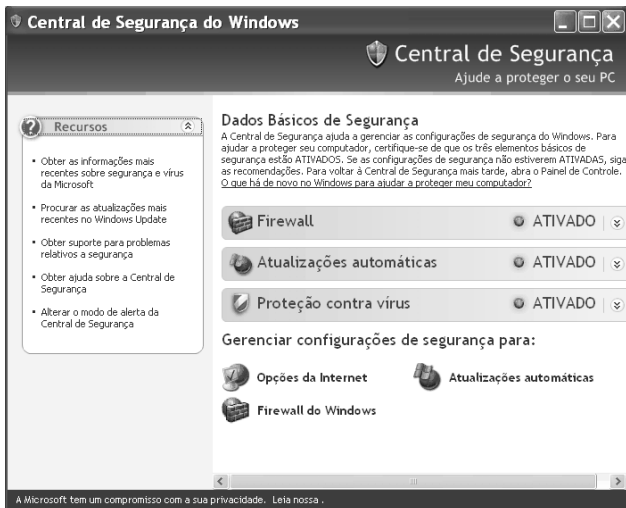 Central de Segurança do Windows
Central de Segurança
Ajude a proteger o seu PC
Recursos
• Obter as informações mais
recentes sobre segurança e vírus
da Microsoft
• Procurar as atualizações mais
recentes no Windows Update
• Obter suporte para problemas
relativos a segurança
• Obter ajuda sobre a Central de
Segurança
• Alterar o modo de alerta da
Central de Segurança
Dados Básicos de Segurança
A Central de Segurança ajuda a gerenciar as configurações de segurança do Windows. Para
ajudar a proteger seu computador, certifique-se de que os três elementos básicos de
segurança estão ATIVADOS. Se as configurações de segurança não estiverem ATIVADAS, siga
as recomendações. Para voltar à Central de Segurança mais tarde, abra o Painel de Controle.
O que há de novo no Windows para ajudar a proteger meu computador?
Firewall ATIVADO
Atualizações automáticas ATIVADO
Proteção contra vírus ATIVADO
Gerenciar configurações de segurança para:
Opções da Internet Atualizações automáticas
Firewall do Windows
A Microsoft tem um compromisso com a sua privacidade. Leia nossa .